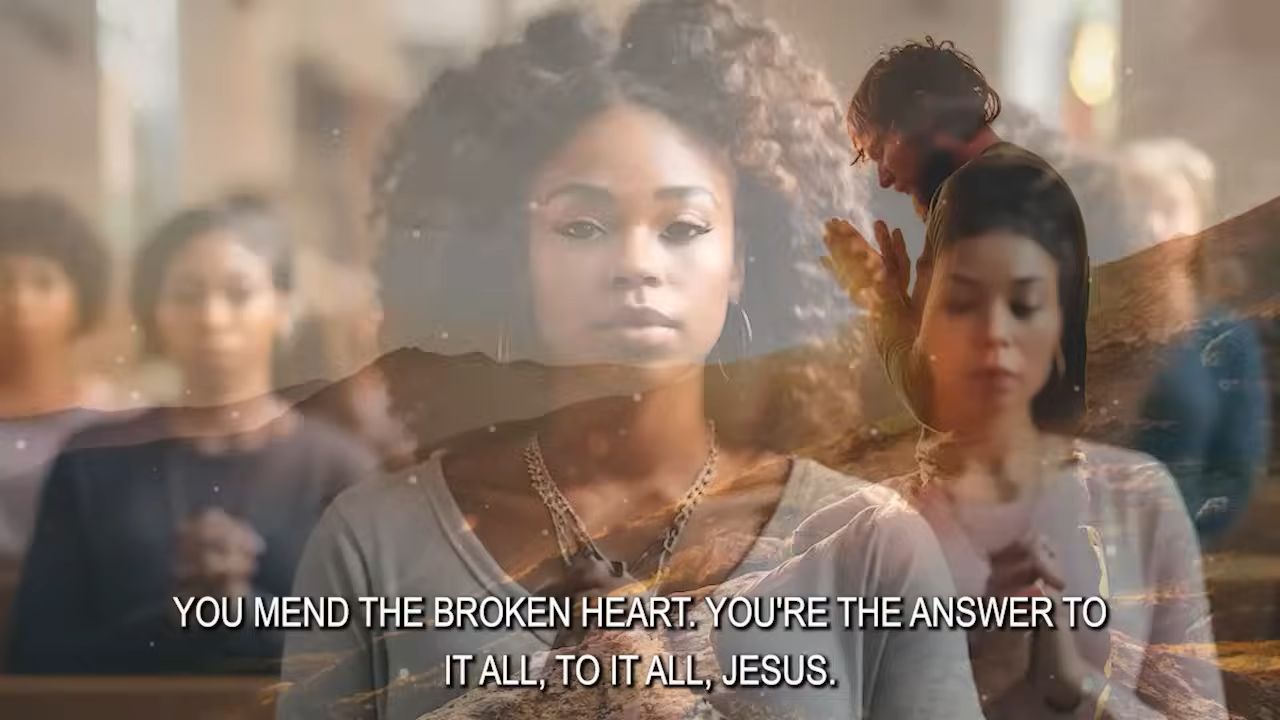 YOU MEND THE BROKEN HEART. YOU'RE THE ANSWER TO
IT ALL, TO IT ALL, JESUS.